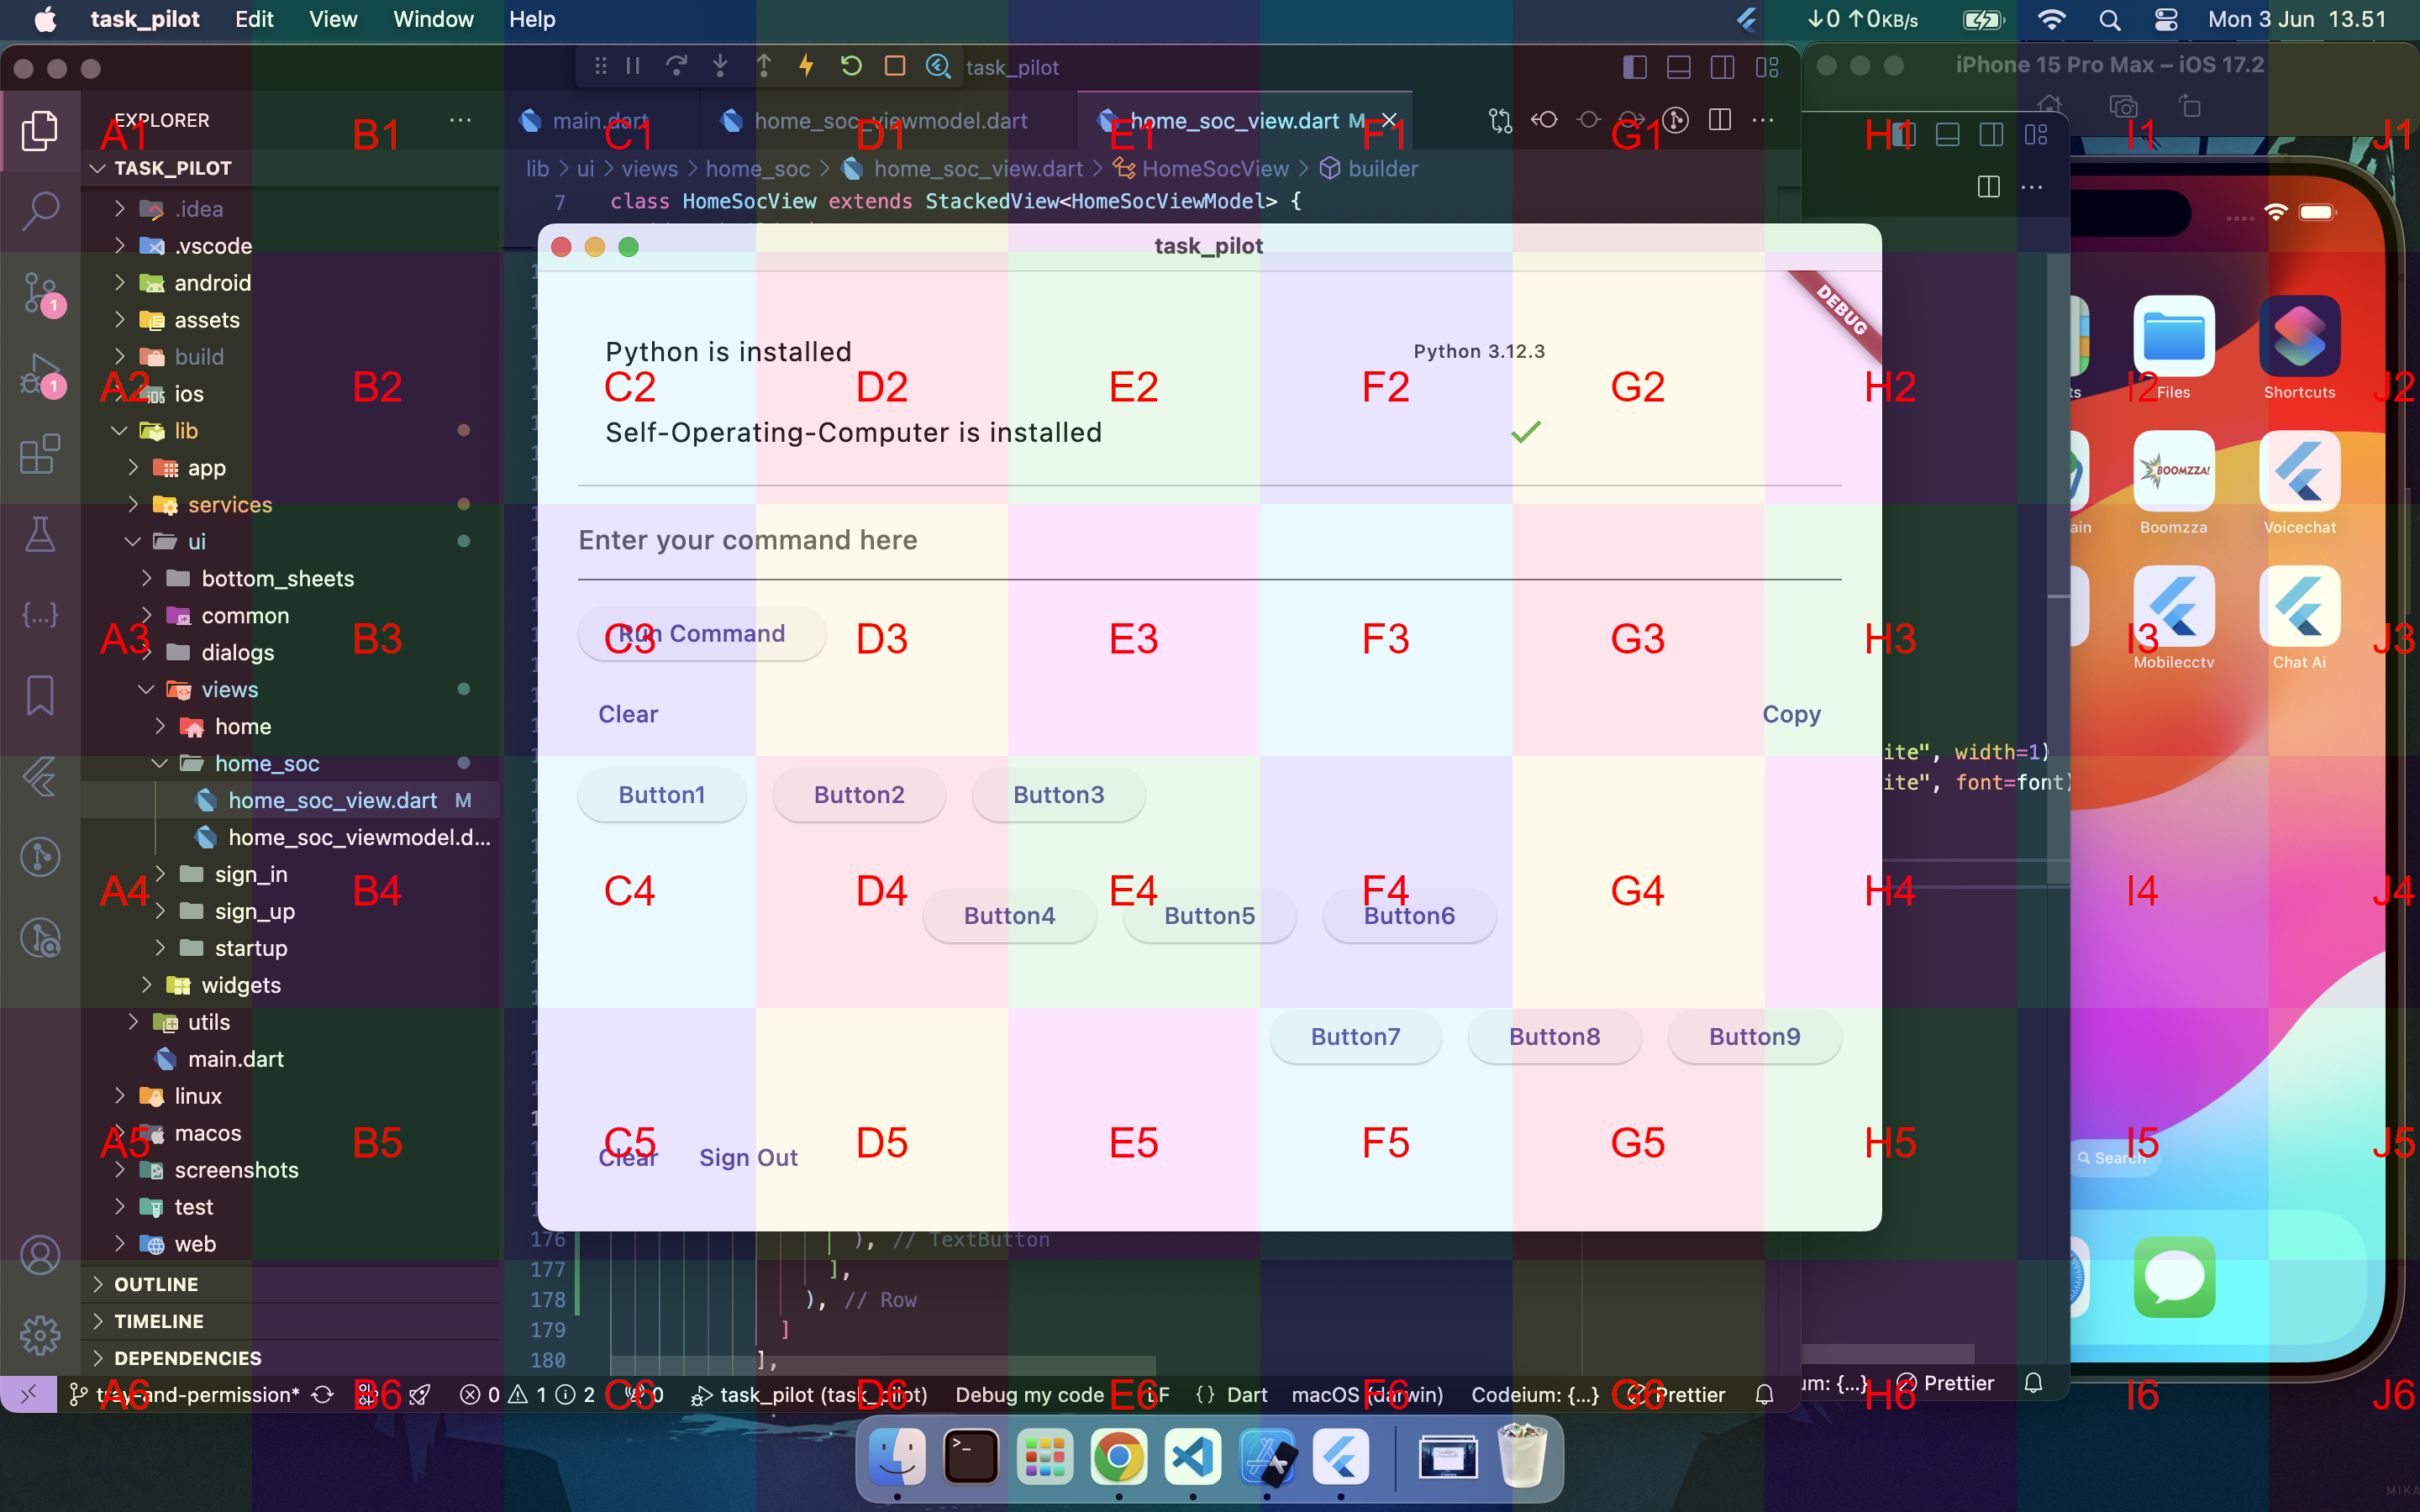 task_pilot Edit View Window Help ↓0 ↑0KB/s Mon 3 Jun 13.51
task_pilot
iPhone 15 Pro Max – iOS 17.2
EXPLORER ···
main.dart home_soc_viewmodel.dart home_soc_view.dart M
A1 B1 C1 D1 E1 F1 G1 H1 I1 J1
TASK_PILOT
lib > ui > views > home_soc > home_soc_view.dart > HomeSocView > builder
7 class HomeSocView extends StackedView<HomeSocViewModel> {
.idea
.vscode
android
assets
build
ios
lib
app
services
ui
bottom_sheets
common
dialogs
views
home
home_soc
home_soc_view.dart M
home_soc_viewmodel.d...
sign_in
sign_up
startup
widgets
utils
main.dart
linux
macos
screenshots
test
web
OUTLINE
TIMELINE
DEPENDENCIES
1
1
task_pilot
DEBUG
Python is installed Python 3.12.3
A2 B2 C2 D2 E2 F2 G2 H2 I2 J2
Self-Operating-Computer is installed
Enter your command here
Run Command
A3 B3 C3 D3 E3 F3 G3 H3 I3 J3
Clear Copy
Button1 Button2 Button3
A4 B4 C4 D4 E4 F4 G4 H4 I4 J4
Button4 Button5 Button6
Button7 Button8 Button9
A5 B5 C5 D5 E5 F5 G5 H5 I5 J5
Clear Sign Out
ite", width=1)
ite", font=font)
176 ), // TextButton
177 ],
178 ), // Row
179 ]
180 ],
Files Shortcuts
BOOMZZA!
Boomzza Voicechat
Mobilecctv Chat Ai
Search
tray-and-permission* 0 1 2 0 task_pilot (task_pilot) Debug my code LF {} Dart macOS (darwin) Codeium: {...} Prettier
{...} Prettier
A6 B6 C6 D6 E6 F6 G6 H6 I6 J6